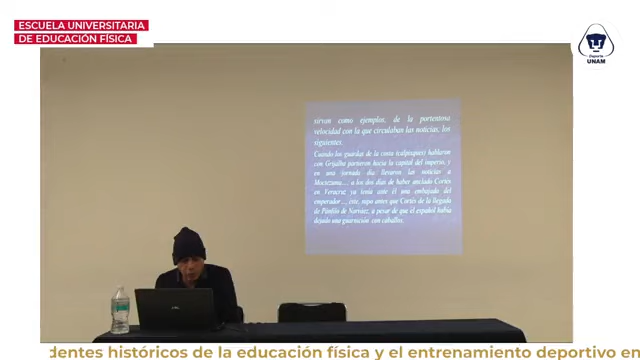 ESCUELA UNIVERSITARIA
DE EDUCACIÓN FÍSICA
Deporte
UNAM
sirvan como ejemplos, de la portentosa
velocidad con la que circulaban las noticias, los
siguientes.
Cuando los guardas de la costa (calpixques) hablaron
con Grijalba partieron hacia la capital del imperio, y
en una jornada día llevaron las noticias a
Moctezuma..., a los dos días de haber anclado Cortés
en Veracruz ya tenía ante él una embajada del
emperador..., éste, supo antes que Cortés de la llegada
de Pánfilo de Narváez, a pesar de que el español había
dejado una guarnición con caballos.
dentes históricos de la educación física y el entrenamiento deportivo en